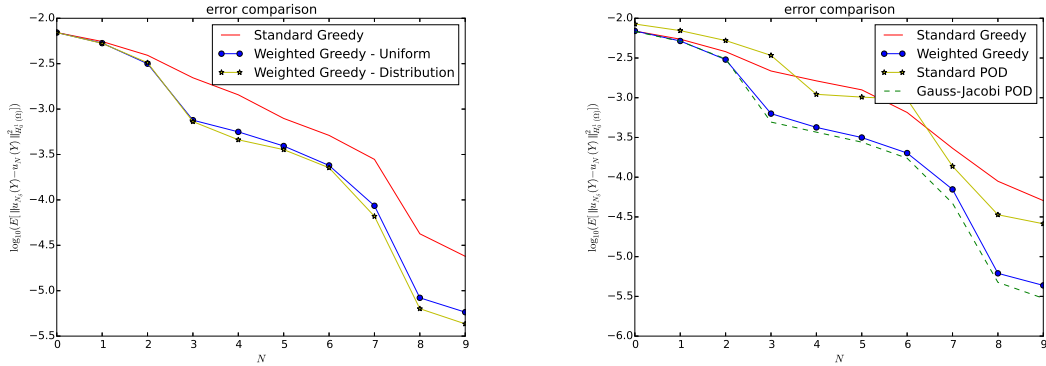 error comparison
Standard Greedy
Weighted Greedy - Uniform
Weighted Greedy - Distribution
−2.0
−2.5
−3.0
−3.5
−4.0
−4.5
−5.0
−5.5
0 1 2 3 4 5 6 7 8 9
N
error comparison
Standard Greedy
Weighted Greedy
Standard POD
Gauss-Jacobi POD
−2.0
−2.5
−3.0
−3.5
−4.0
−4.5
−5.0
−5.5
−6.0
0 1 2 3 4 5 6 7 8 9
N